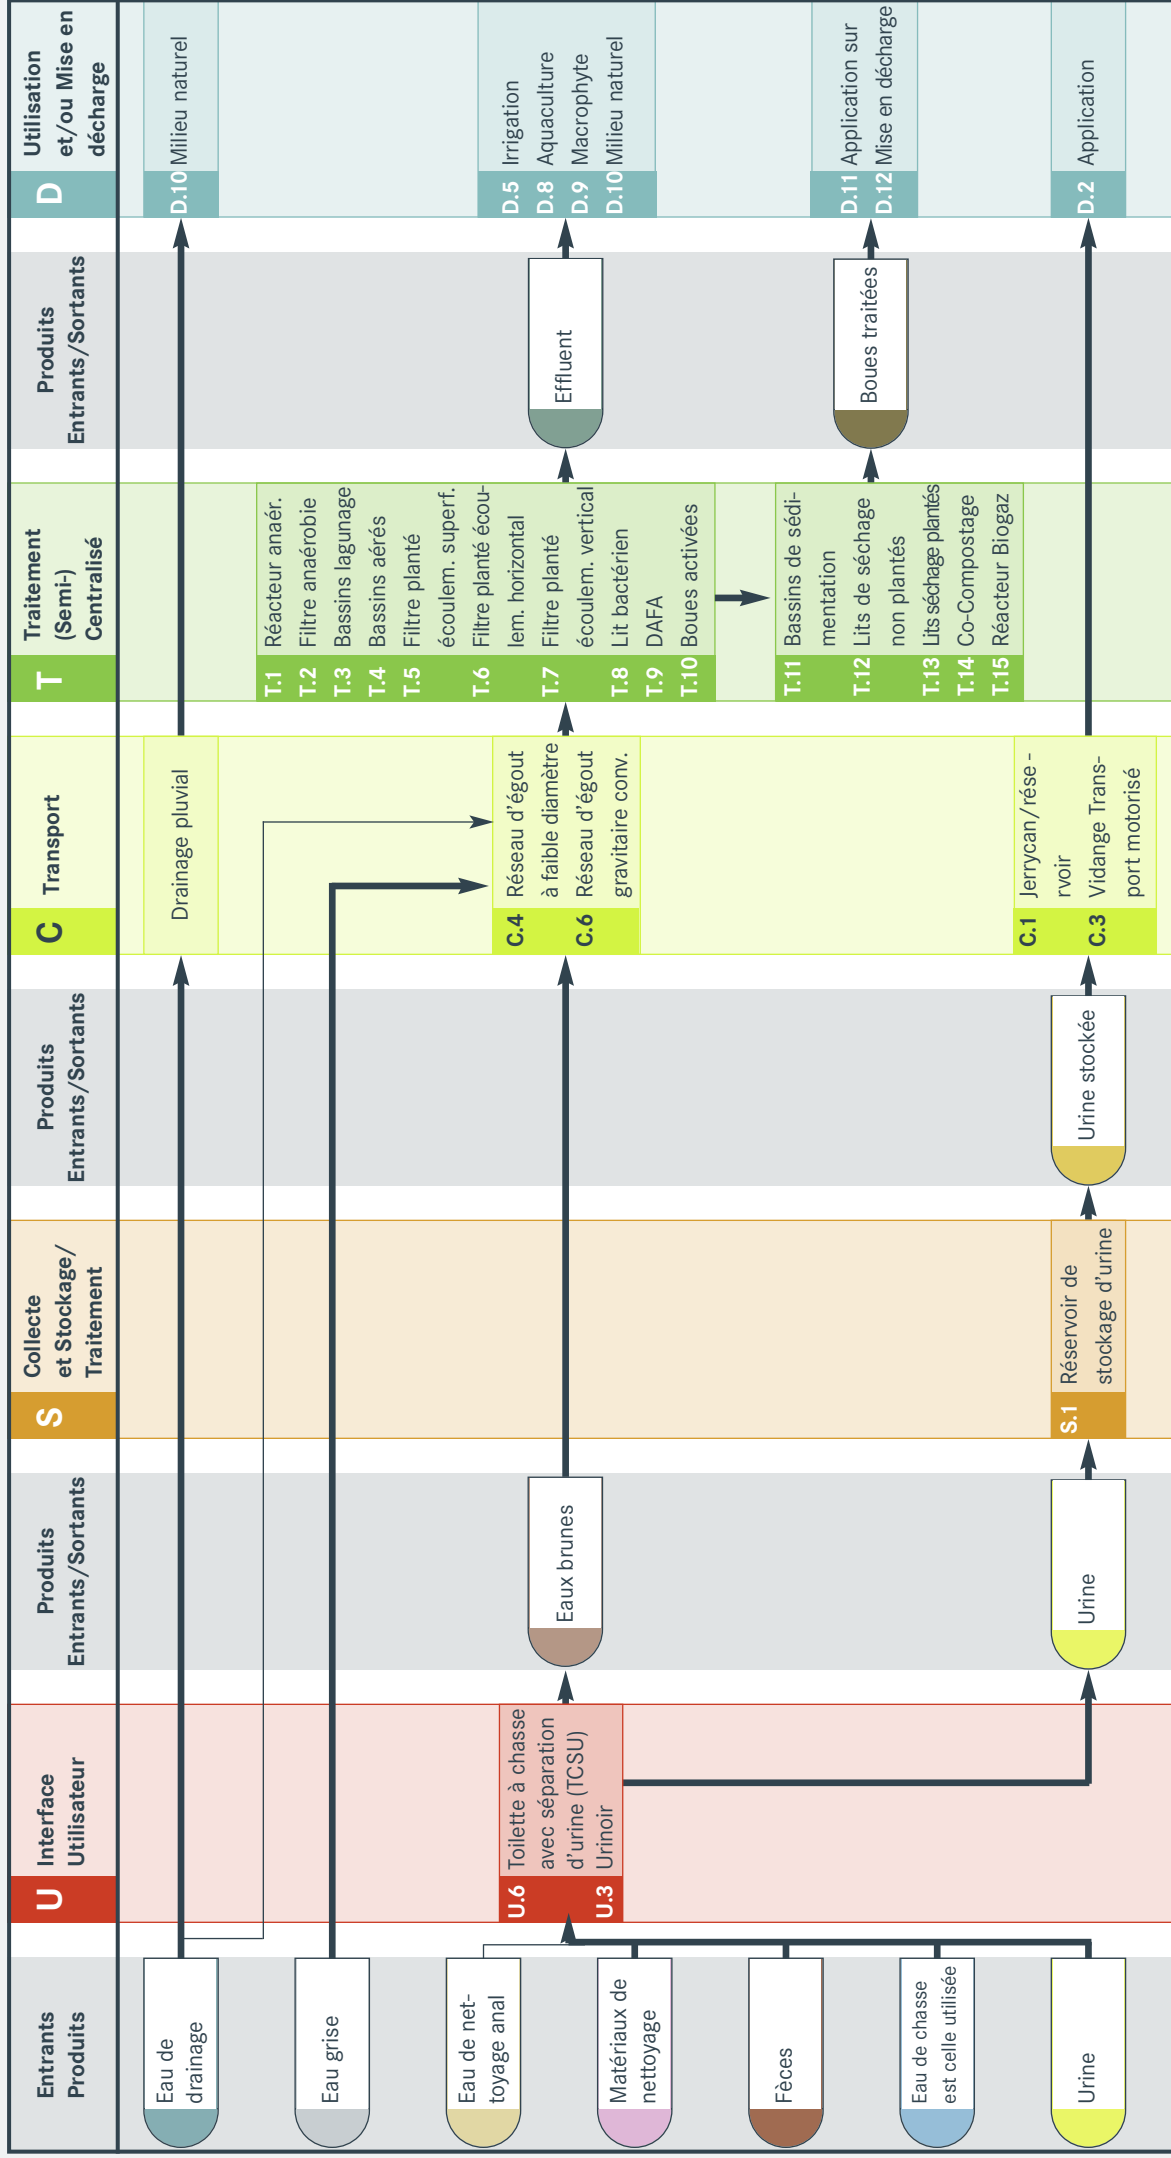 Entrants
Produits
U
Interface
Utilisateur
Produits
Entrants/Sortants
S
Collecte
et Stockage/
Traitement
Produits
Entrants/Sortants
C
Transport
T
Traitement
(Semi-)
Centralisé
Produits
Entrants/Sortants
D
Utilisation
et/ou Mise en
décharge
Eau de
drainage
Drainage pluvial
D.10 Milieu naturel
Eau grise
Eau de net-
toyage anal
Matériaux de
nettoyage
Fèces
Eau de chasse
est celle utilisée
Urine
U.6 Toilette à chasse
avec séparation
d'urine (TCSU)
U.3 Urinoir
Eaux brunes
C.4 Réseau d'égout
à faible diamètre
C.6 Réseau d'égout
gravitaire conv.
T.1 Réacteur anaér.
T.2 Filtre anaérobie
T.3 Bassins lagunage
T.4 Bassins aérés
T.5 Filtre planté
écoulem. superf.
T.6 Filtre planté écou-
lem. horizontal
T.7 Filtre planté
écoulem. vertical
T.8 Lit bactérien
T.9 DAFA
T.10 Boues activées
Effluent
D.5 Irrigation
D.8 Aquaculture
D.9 Macrophyte
D.10 Milieu naturel
T.11 Bassins de sédi-
mentation
T.12 Lits de séchage
non plantés
T.13 Lits séchage plantés
T.14 Co-Compostage
T.15 Réacteur Biogaz
Boues traitées
D.11 Application sur
D.12 Mise en décharge
Urine
S.1 Réservoir de
stockage d'urine
Urine stockée
C.1 Jerrycan/rése -
rvoir
C.3 Vidange Trans-
port motorisé
D.2 Application